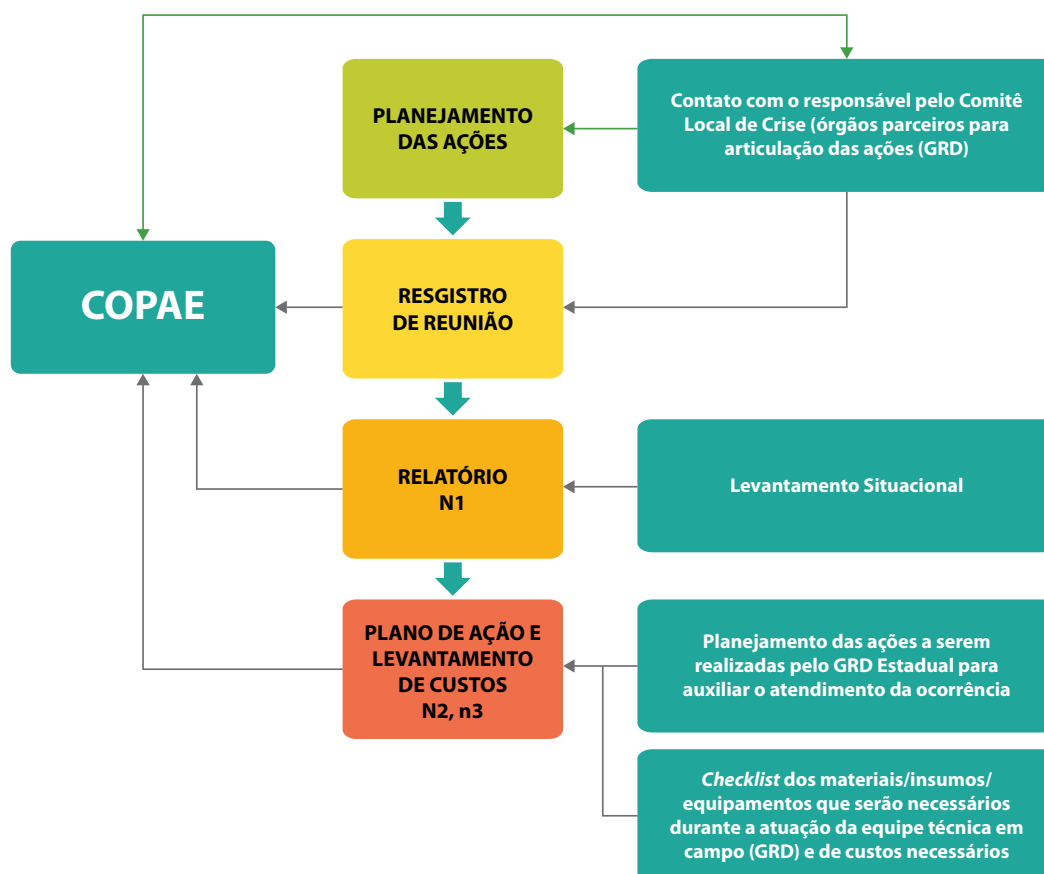 PLANEJAMENTO
DAS AÇÕES
Contato com o responsável pelo Comitê
Local de Crise (órgãos parceiros para
articulação das ações (GRD)
COPAE
RESGISTRO
DE REUNIÃO
RELATÓRIO
N1
Levantamento Situacional
PLANO DE AÇÃO E
LEVANTAMENTO
DE CUSTOS
N2, n3
Planejamento das ações a serem
realizadas pelo GRD Estadual para
auxiliar o atendimento da ocorrência
Checklist dos materiais/insumos/
equipamentos que serão necessários
durante a atuação da equipe técnica em
campo (GRD) e de custos necessários